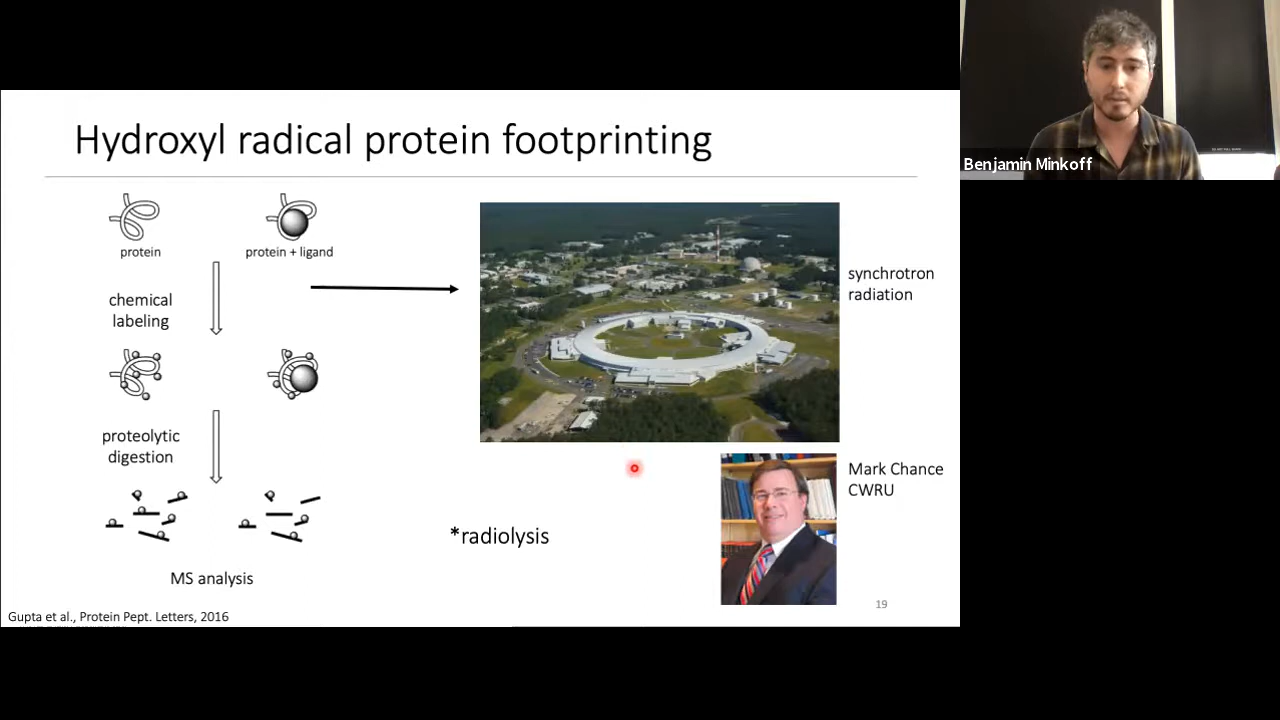 Hydroxyl radical protein footprinting
protein
protein + ligand
chemical
labeling
proteolytic
digestion
MS analysis
Gupta et al., Protein Pept. Letters, 2016
synchrotron
radiation
*radiolysis
Mark Chance
CWRU
19
Benjamin Minkoff